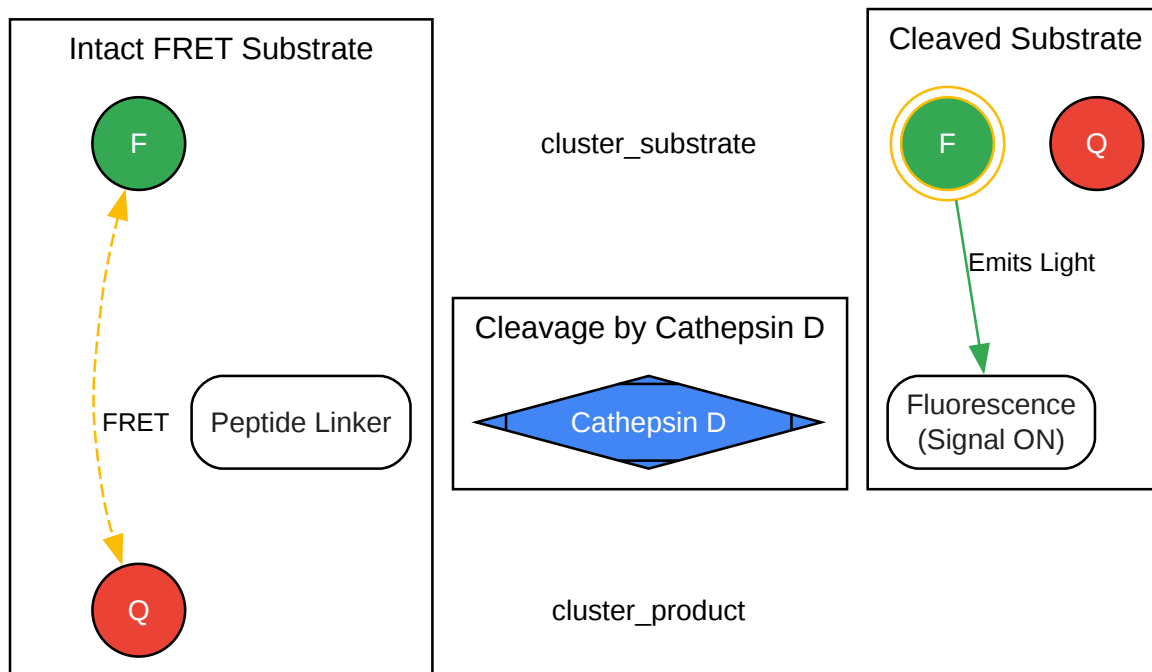 Intact FRET Substrate
F
FRET
Peptide Linker
Q
cluster_substrate
Cleavage by Cathepsin D
Cathepsin D
cluster_product
Cleaved Substrate
F
Q
Emits Light
Fluorescence
(Signal ON)